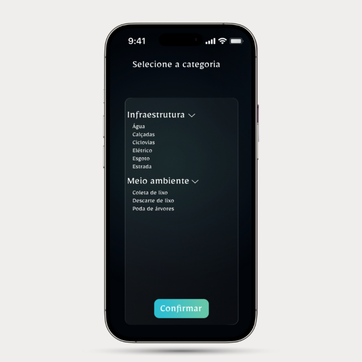 9:41
Selecione a categoria
Infraestrutura
Água
Calçadas
Ciclovias
Elétrico
Esgoto
Estrada
Meio ambiente
Coleta de lixo
Descarte de lixo
Poda de árvores
Confirmar